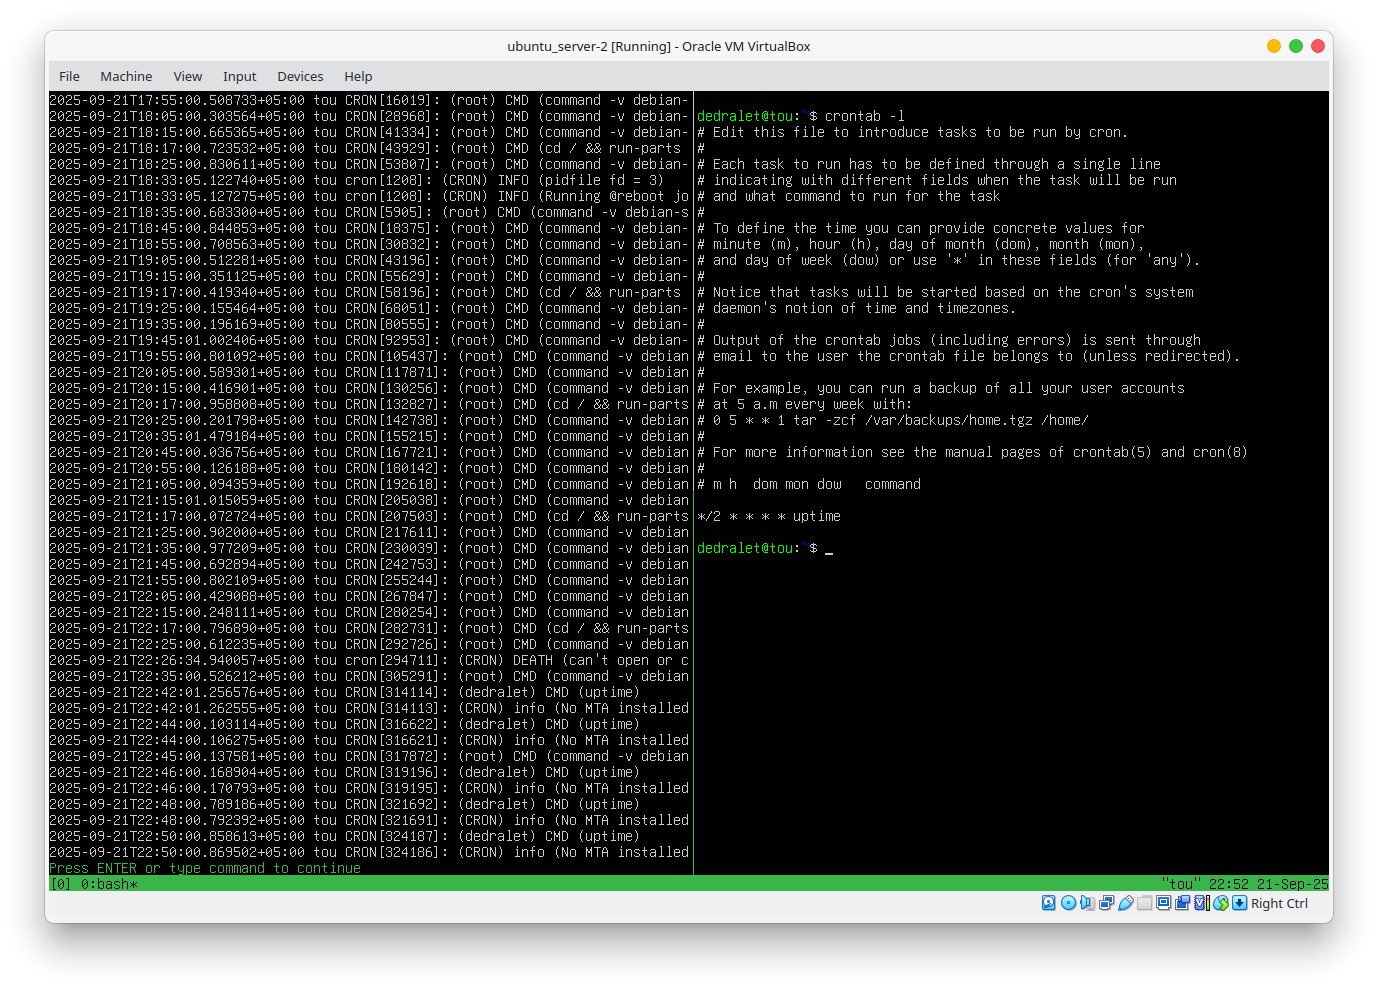 ubuntu_server-2 [Running] - Oracle VM VirtualBox
File Machine View Input Devices Help
2025-09-21T17:55:00.508733+05:00 tou CRON[16019]: (root) CMD (command -v debian-
2025-09-21T18:05:00.303564+05:00 tou CRON[28968]: (root) CMD (command -v debian-
2025-09-21T18:15:00.665365+05:00 tou CRON[41334]: (root) CMD (command -v debian-
2025-09-21T18:17:00.723532+05:00 tou CRON[43929]: (root) CMD (cd / && run-parts
2025-09-21T18:25:00.830611+05:00 tou CRON[53807]: (root) CMD (command -v debian-
2025-09-21T18:33:05.122740+05:00 tou cron[1208]: (CRON) INFO (pidfile fd = 3)
2025-09-21T18:33:05.127275+05:00 tou cron[1208]: (CRON) INFO (Running @reboot jo
2025-09-21T18:35:00.683300+05:00 tou CRON[5905]: (root) CMD (command -v debian-s
2025-09-21T18:45:00.844853+05:00 tou CRON[18375]: (root) CMD (command -v debian-
2025-09-21T18:55:00.708563+05:00 tou CRON[30832]: (root) CMD (command -v debian-
2025-09-21T19:05:00.512281+05:00 tou CRON[43196]: (root) CMD (command -v debian-
2025-09-21T19:15:00.351125+05:00 tou CRON[55629]: (root) CMD (command -v debian-
2025-09-21T19:17:00.419340+05:00 tou CRON[58196]: (root) CMD (cd / && run-parts
2025-09-21T19:25:00.155464+05:00 tou CRON[68051]: (root) CMD (command -v debian-
2025-09-21T19:35:00.196169+05:00 tou CRON[80555]: (root) CMD (command -v debian-
2025-09-21T19:45:01.002406+05:00 tou CRON[92953]: (root) CMD (command -v debian-
2025-09-21T19:55:00.801092+05:00 tou CRON[105437]: (root) CMD (command -v debian
2025-09-21T20:05:00.589301+05:00 tou CRON[117871]: (root) CMD (command -v debian
2025-09-21T20:15:00.416901+05:00 tou CRON[130256]: (root) CMD (command -v debian
2025-09-21T20:17:00.958808+05:00 tou CRON[132827]: (root) CMD (cd / && run-parts
2025-09-21T20:25:00.201798+05:00 tou CRON[142738]: (root) CMD (command -v debian
2025-09-21T20:35:01.479184+05:00 tou CRON[155215]: (root) CMD (command -v debian
2025-09-21T20:45:00.036756+05:00 tou CRON[167721]: (root) CMD (command -v debian
2025-09-21T20:55:00.126188+05:00 tou CRON[180142]: (root) CMD (command -v debian
2025-09-21T21:05:00.094359+05:00 tou CRON[192618]: (root) CMD (command -v debian
2025-09-21T21:15:01.015059+05:00 tou CRON[205038]: (root) CMD (command -v debian
2025-09-21T21:17:00.072724+05:00 tou CRON[207503]: (root) CMD (cd / && run-parts
2025-09-21T21:25:00.902000+05:00 tou CRON[217611]: (root) CMD (command -v debian
2025-09-21T21:35:00.977209+05:00 tou CRON[230039]: (root) CMD (command -v debian
2025-09-21T21:45:00.692894+05:00 tou CRON[242753]: (root) CMD (command -v debian
2025-09-21T21:55:00.802109+05:00 tou CRON[255244]: (root) CMD (command -v debian
2025-09-21T22:05:00.429088+05:00 tou CRON[267847]: (root) CMD (command -v debian
2025-09-21T22:15:00.248111+05:00 tou CRON[280254]: (root) CMD (command -v debian
2025-09-21T22:17:00.796890+05:00 tou CRON[282731]: (root) CMD (cd / && run-parts
2025-09-21T22:25:00.612235+05:00 tou CRON[292726]: (root) CMD (command -v debian
2025-09-21T22:26:34.940057+05:00 tou cron[294711]: (CRON) DEATH (can't open or c
2025-09-21T22:35:00.526212+05:00 tou CRON[305291]: (root) CMD (command -v debian
2025-09-21T22:42:01.256576+05:00 tou CRON[314114]: (dedralet) CMD (uptime)
2025-09-21T22:42:01.262555+05:00 tou CRON[314113]: (CRON) info (No MTA installed
2025-09-21T22:44:00.103114+05:00 tou CRON[316622]: (dedralet) CMD (uptime)
2025-09-21T22:44:00.106275+05:00 tou CRON[316621]: (CRON) info (No MTA installed
2025-09-21T22:45:00.137581+05:00 tou CRON[317872]: (root) CMD (command -v debian
2025-09-21T22:46:00.168904+05:00 tou CRON[319196]: (dedralet) CMD (uptime)
2025-09-21T22:46:00.170793+05:00 tou CRON[319195]: (CRON) info (No MTA installed
2025-09-21T22:48:00.789186+05:00 tou CRON[321692]: (dedralet) CMD (uptime)
2025-09-21T22:48:00.792392+05:00 tou CRON[321691]: (CRON) info (No MTA installed
2025-09-21T22:50:00.858613+05:00 tou CRON[324187]: (dedralet) CMD (uptime)
2025-09-21T22:50:00.869502+05:00 tou CRON[324186]: (CRON) info (No MTA installed
Press ENTER or type command to continue
dedralet@tou:~$ crontab -l
# Edit this file to introduce tasks to be run by cron.
#
# Each task to run has to be defined through a single line
# indicating with different fields when the task will be run
# and what command to run for the task
#
# To define the time you can provide concrete values for
# minute (m), hour (h), day of month (dom), month (mon),
# and day of week (dow) or use '*' in these fields (for 'any').
#
# Notice that tasks will be started based on the cron's system
# daemon's notion of time and timezones.
#
# Output of the crontab jobs (including errors) is sent through
# email to the user the crontab file belongs to (unless redirected).
#
# For example, you can run a backup of all your user accounts
# at 5 a.m every week with:
# 0 5 * * 1 tar -zcf /var/backups/home.tgz /home/
#
# For more information see the manual pages of crontab(5) and cron(8)
#
# m h  dom mon dow   command
*/2 * * * * uptime
dedralet@tou:~$ _
[0] 0:bash* "tou" 22:52 21-Sep-25
Right Ctrl